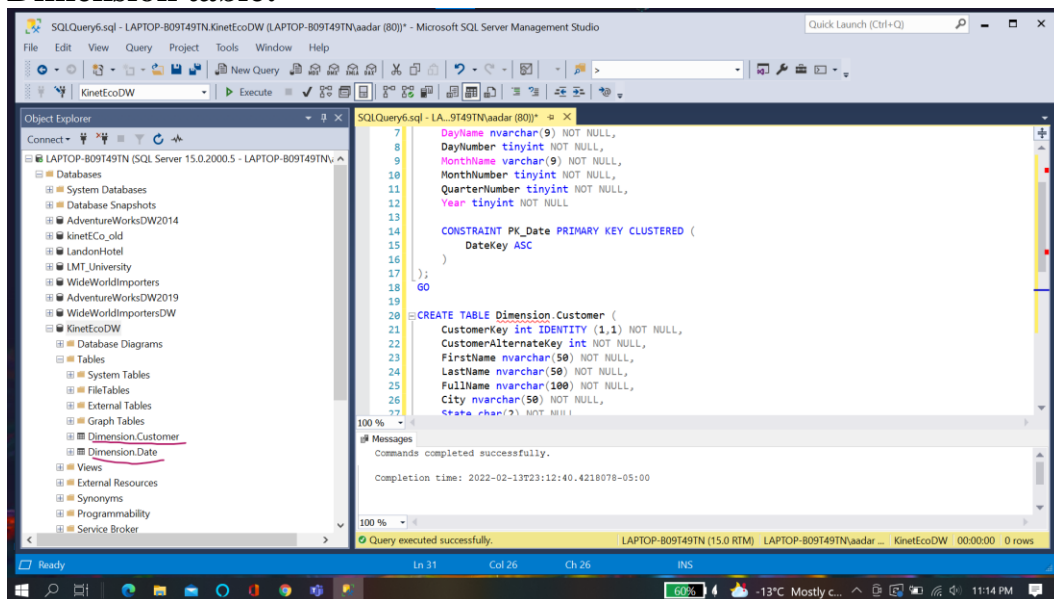 SQLQuery6.sql - LAPTOP-B09T49TN.KinetEcoDW (LAPTOP-B09T49TN\aadar (80))* - Microsoft SQL Server Management Studio
Quick Launch (Ctrl+Q)
File Edit View Query Project Tools Window Help
New Query
KinetEcoDW
Execute
Object Explorer
Connect
LAPTOP-B09T49TN (SQL Server 15.0.2000.5 - LAPTOP-B09T49TN\
Databases
System Databases
Database Snapshots
AdventureWorksDW2014
kinetECo_old
LandonHotel
LMT_University
WideWorldImporters
AdventureWorksDW2019
WideWorldImportersDW
KinetEcoDW
Database Diagrams
Tables
System Tables
FileTables
External Tables
Graph Tables
Dimension.Customer
Dimension.Date
Views
External Resources
Synonyms
Programmability
Service Broker
SQLQuery6.sql - LA...9T49TN\aadar (80))*
7 DayName nvarchar(9) NOT NULL,
8 DayNumber tinyint NOT NULL,
9 MonthName varchar(9) NOT NULL,
10 MonthNumber tinyint NOT NULL,
11 QuarterNumber tinyint NOT NULL,
12 Year tinyint NOT NULL
13
14 CONSTRAINT PK_Date PRIMARY KEY CLUSTERED (
15 DateKey ASC
16 )
17 );
18 GO
19
20 CREATE TABLE Dimension.Customer (
21 CustomerKey int IDENTITY (1,1) NOT NULL,
22 CustomerAlternateKey int NOT NULL,
23 FirstName nvarchar(50) NOT NULL,
24 LastName nvarchar(50) NOT NULL,
25 FullName nvarchar(100) NOT NULL,
26 City nvarchar(50) NOT NULL,
27 State char(2) NOT NULL
100 %
Messages
Commands completed successfully.
Completion time: 2022-02-13T23:12:40.4218078-05:00
100 %
Query executed successfully. LAPTOP-B09T49TN (15.0 RTM) LAPTOP-B09T49TN\aadar ... KinetEcoDW 00:00:00 0 rows
Ready Ln 31 Col 26 Ch 26 INS
60% -13°C Mostly c... 11:14 PM